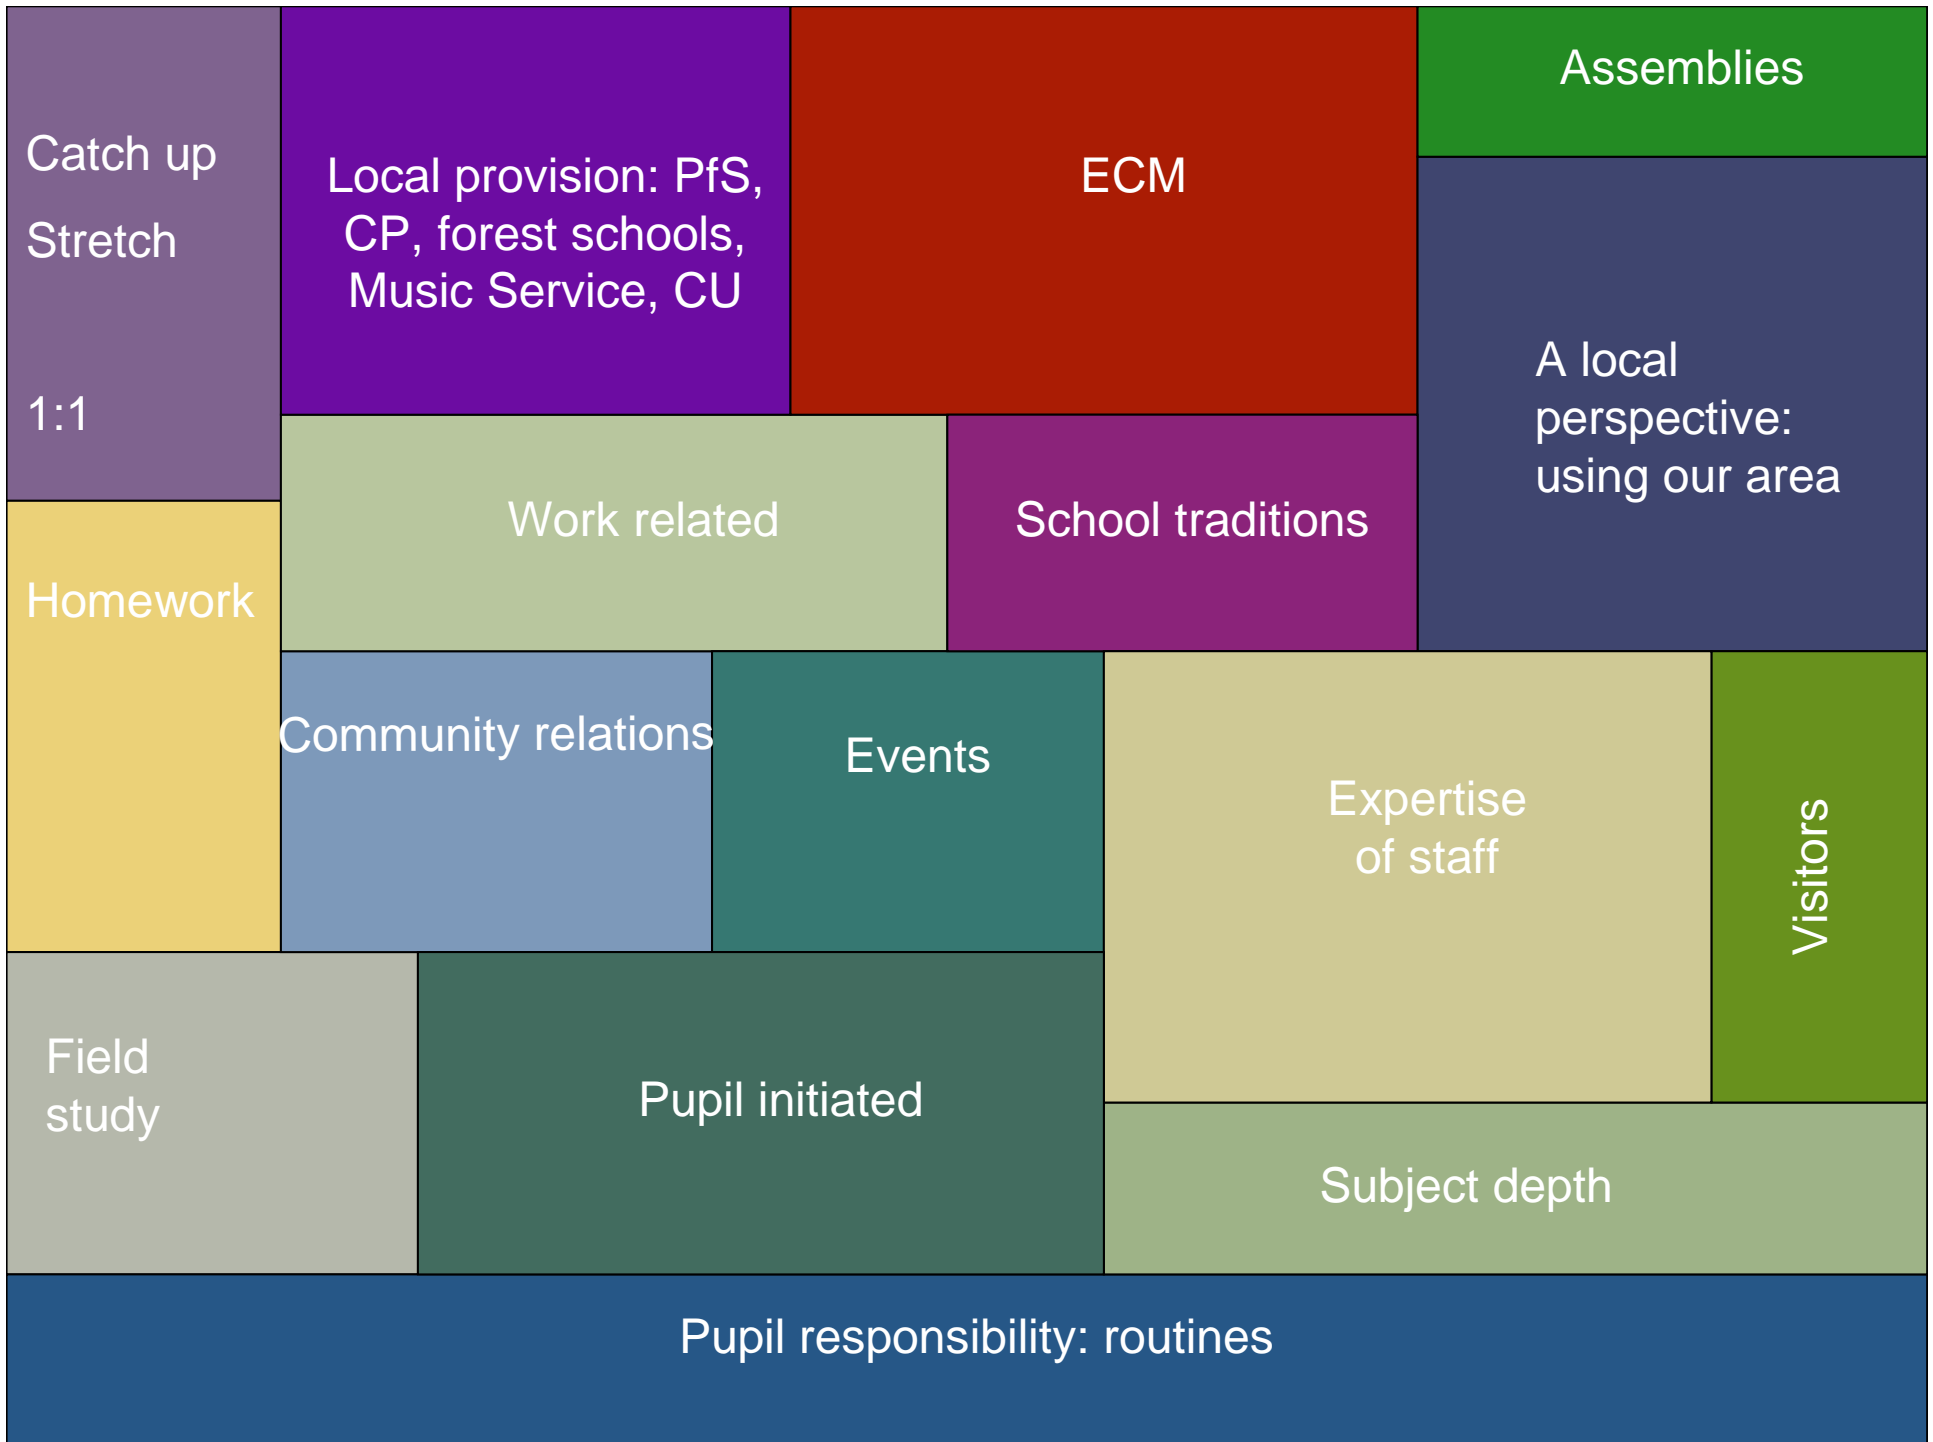 Catch up
Stretch
1:1
Local provision: PfS,
CP, forest schools,
Music Service, CU
ECM
Assemblies
A local
perspective:
using our area
Work related
School traditions
Homework
Community relations
Events
Expertise
of staff
Visitors
Field
study
Pupil initiated
Subject depth
Pupil responsibility: routines